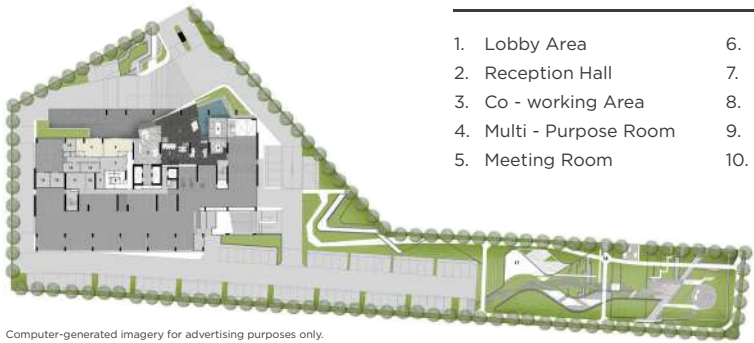 1. Lobby Area
2. Reception Hall
3. Co - working Area
4. Multi - Purpose Room
5. Meeting Room
6.
7.
8.
9.
10.
Computer-generated imagery for advertising purposes only.